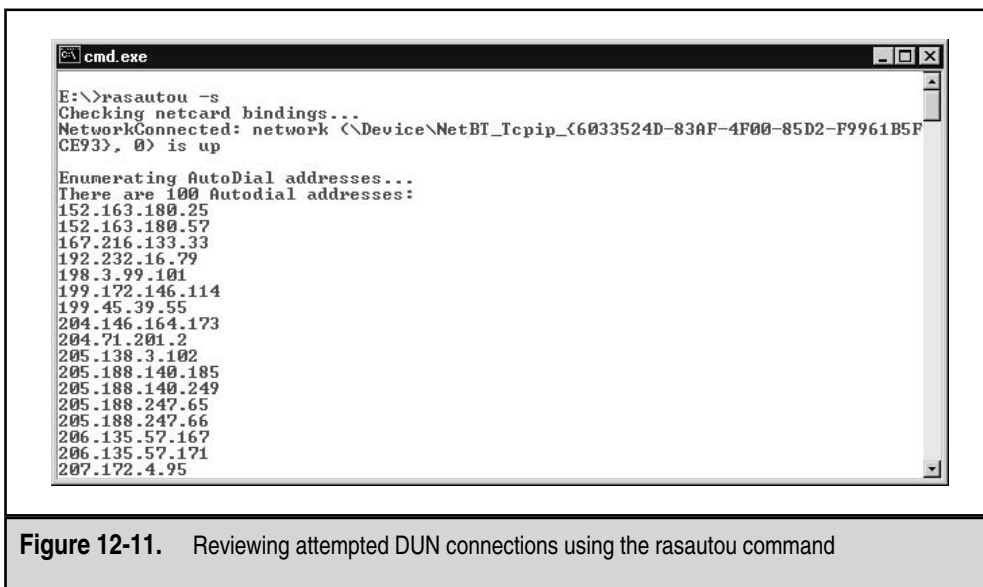 cmd.exe
E:\>rasautou -s
Checking netcard bindings...
NetworkConnected: network (\Device\NetBT_Tcpip_{6033524D-83AF-4F00-85D2-F9961B5F
CE93}, 0) is up
Enumerating AutoDial addresses...
There are 100 Autodial addresses:
152.163.180.25
152.163.180.57
167.216.133.33
192.232.16.79
198.3.99.101
199.172.146.114
199.45.39.55
204.146.164.173
204.71.201.2
205.138.3.102
205.188.140.185
205.188.140.249
205.188.247.65
205.188.247.66
206.135.57.167
206.135.57.171
207.172.4.95
Figure 12-11. Reviewing attempted DUN connections using the rasautou command